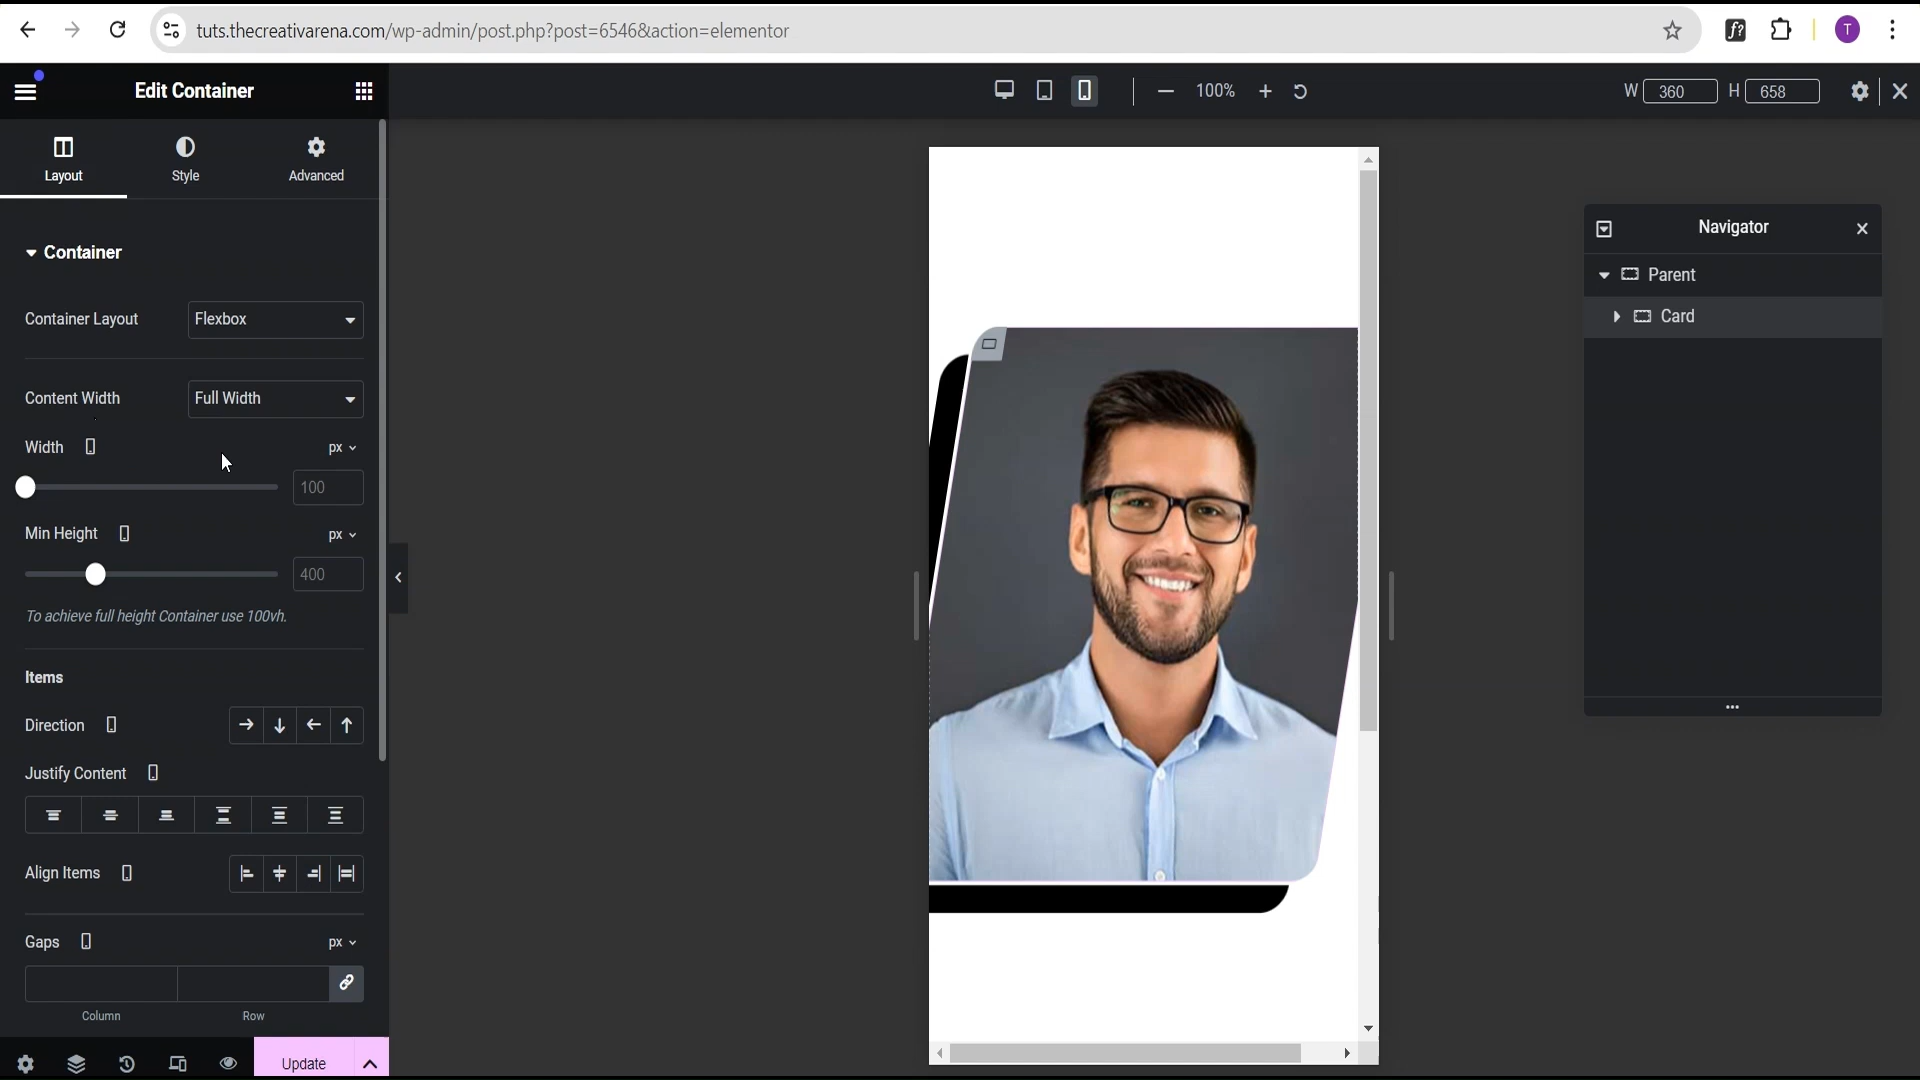 tuts.thecreativarena.com/wp-admin/post.php?post=6546&action=elementor
T
Edit Container
100%
W 360 H 658
Layout Style Advanced
Container
Container Layout Flexbox
Content Width Full Width
Width px
100
Min Height px
400
To achieve full height Container use 100vh.
Items
Direction
Justify Content
Align Items
Gaps px
Column Row
Update
Navigator
Parent
Card